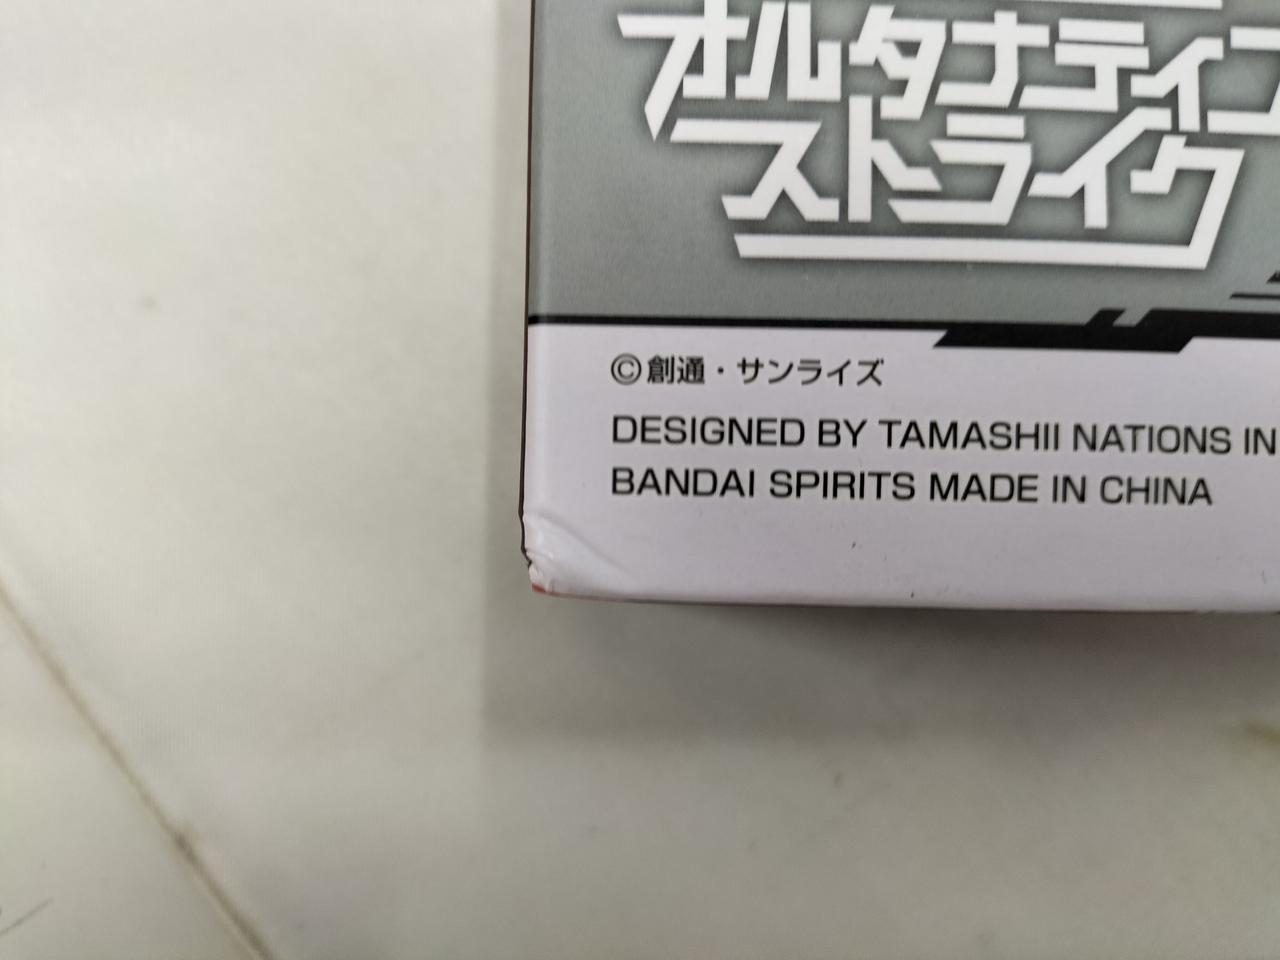 オルタナティブ
ストライク
©創通・サンライズ
DESIGNED BY TAMASHII NATIONS IN
BANDAI SPIRITS MADE IN CHINA